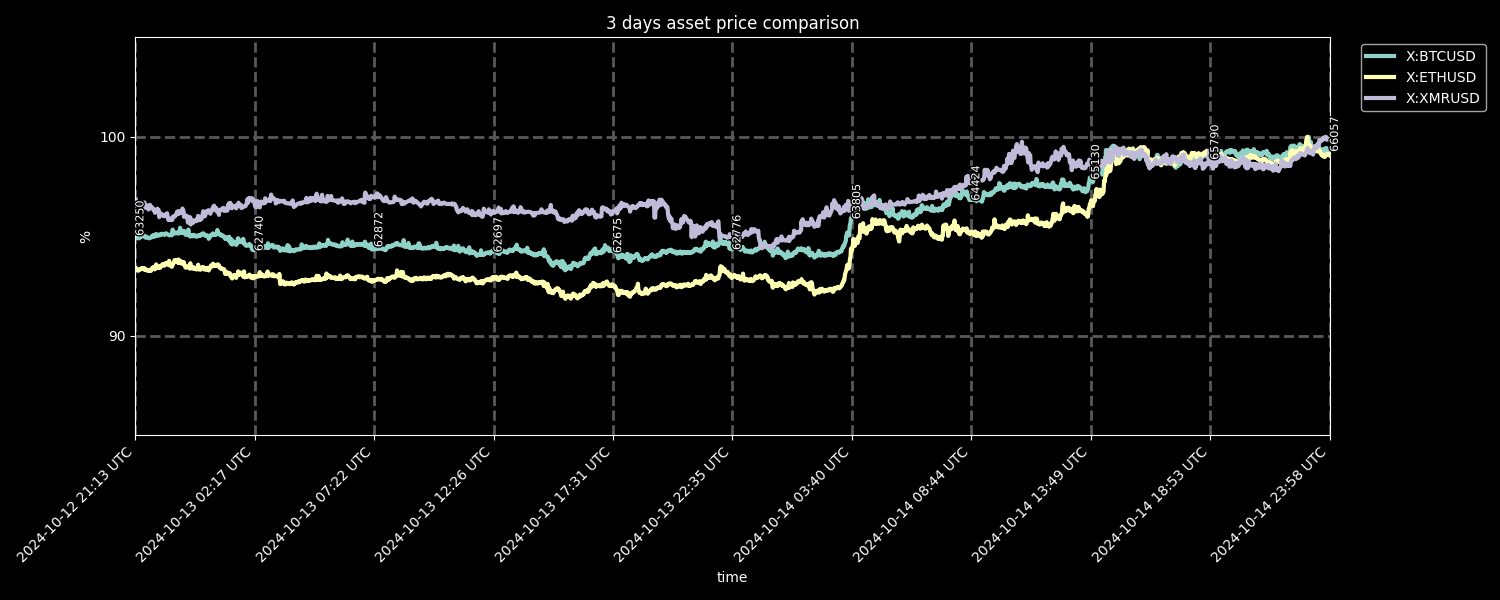 3 days asset price comparison
X:BTCUSD
X:ETHUSD
X:XMRUSD
100
90
%
63250
62740
62872
62697
62675
62776
63805
64424
65130
65790
66057
2024-10-12 21:13 UTC
2024-10-13 02:17 UTC
2024-10-13 07:22 UTC
2024-10-13 12:26 UTC
2024-10-13 17:31 UTC
2024-10-13 22:35 UTC
2024-10-14 03:40 UTC
2024-10-14 08:44 UTC
2024-10-14 13:49 UTC
2024-10-14 18:53 UTC
2024-10-14 23:58 UTC
time